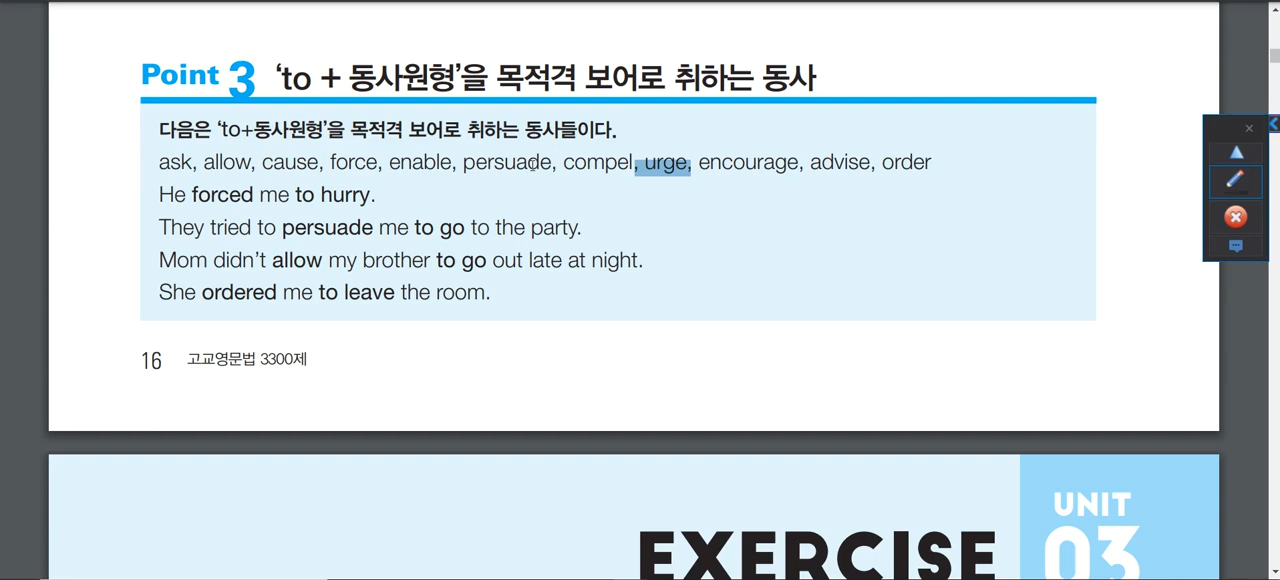 Point 3 ‘to + 동사원형’을 목적격 보어로 취하는 동사
다음은 ‘to+동사원형’을 목적격 보어로 취하는 동사들이다.
ask, allow, cause, force, enable, persuade, compel, urge, encourage, advise, order
He forced me to hurry.
They tried to persuade me to go to the party.
Mom didn’t allow my brother to go out late at night.
She ordered me to leave the room.
16 고교영문법 3300제
UNIT
03
EXERCISE